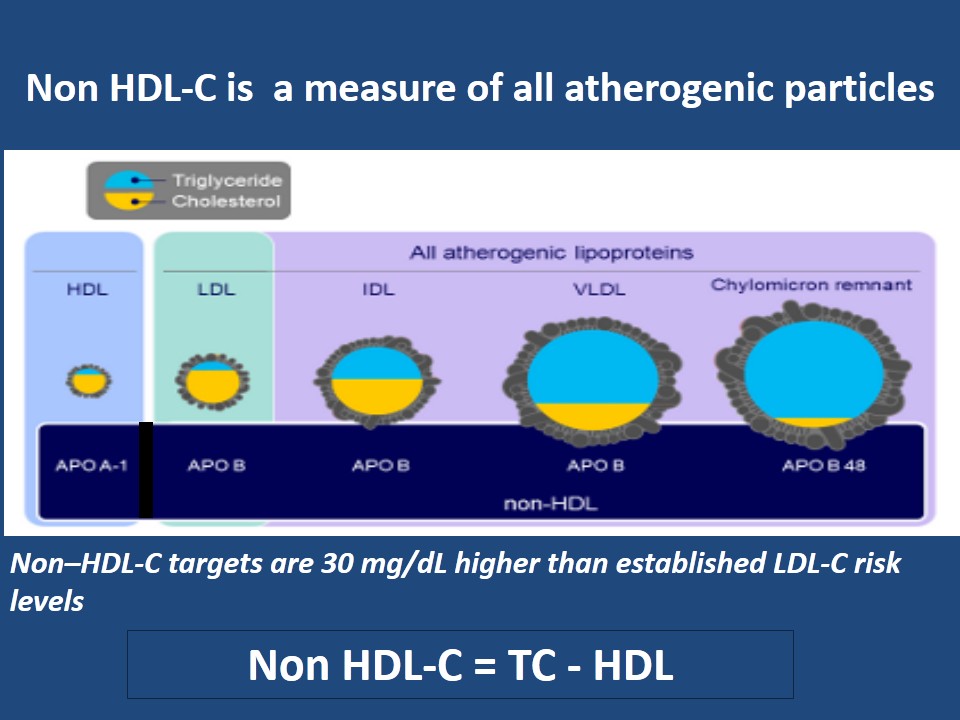 Non HDL-C is  a measure of all atherogenic particles
Triglyceride
Cholesterol
All atherogenic lipoproteins
HDL
LDL
IDL
VLDL
Chylomicron remnant
APO A-1
APO B
APO B
APO B
APO B 48
non-HDL
Non–HDL-C targets are 30 mg/dL higher than established LDL-C risk
levels
Non HDL-C = TC - HDL